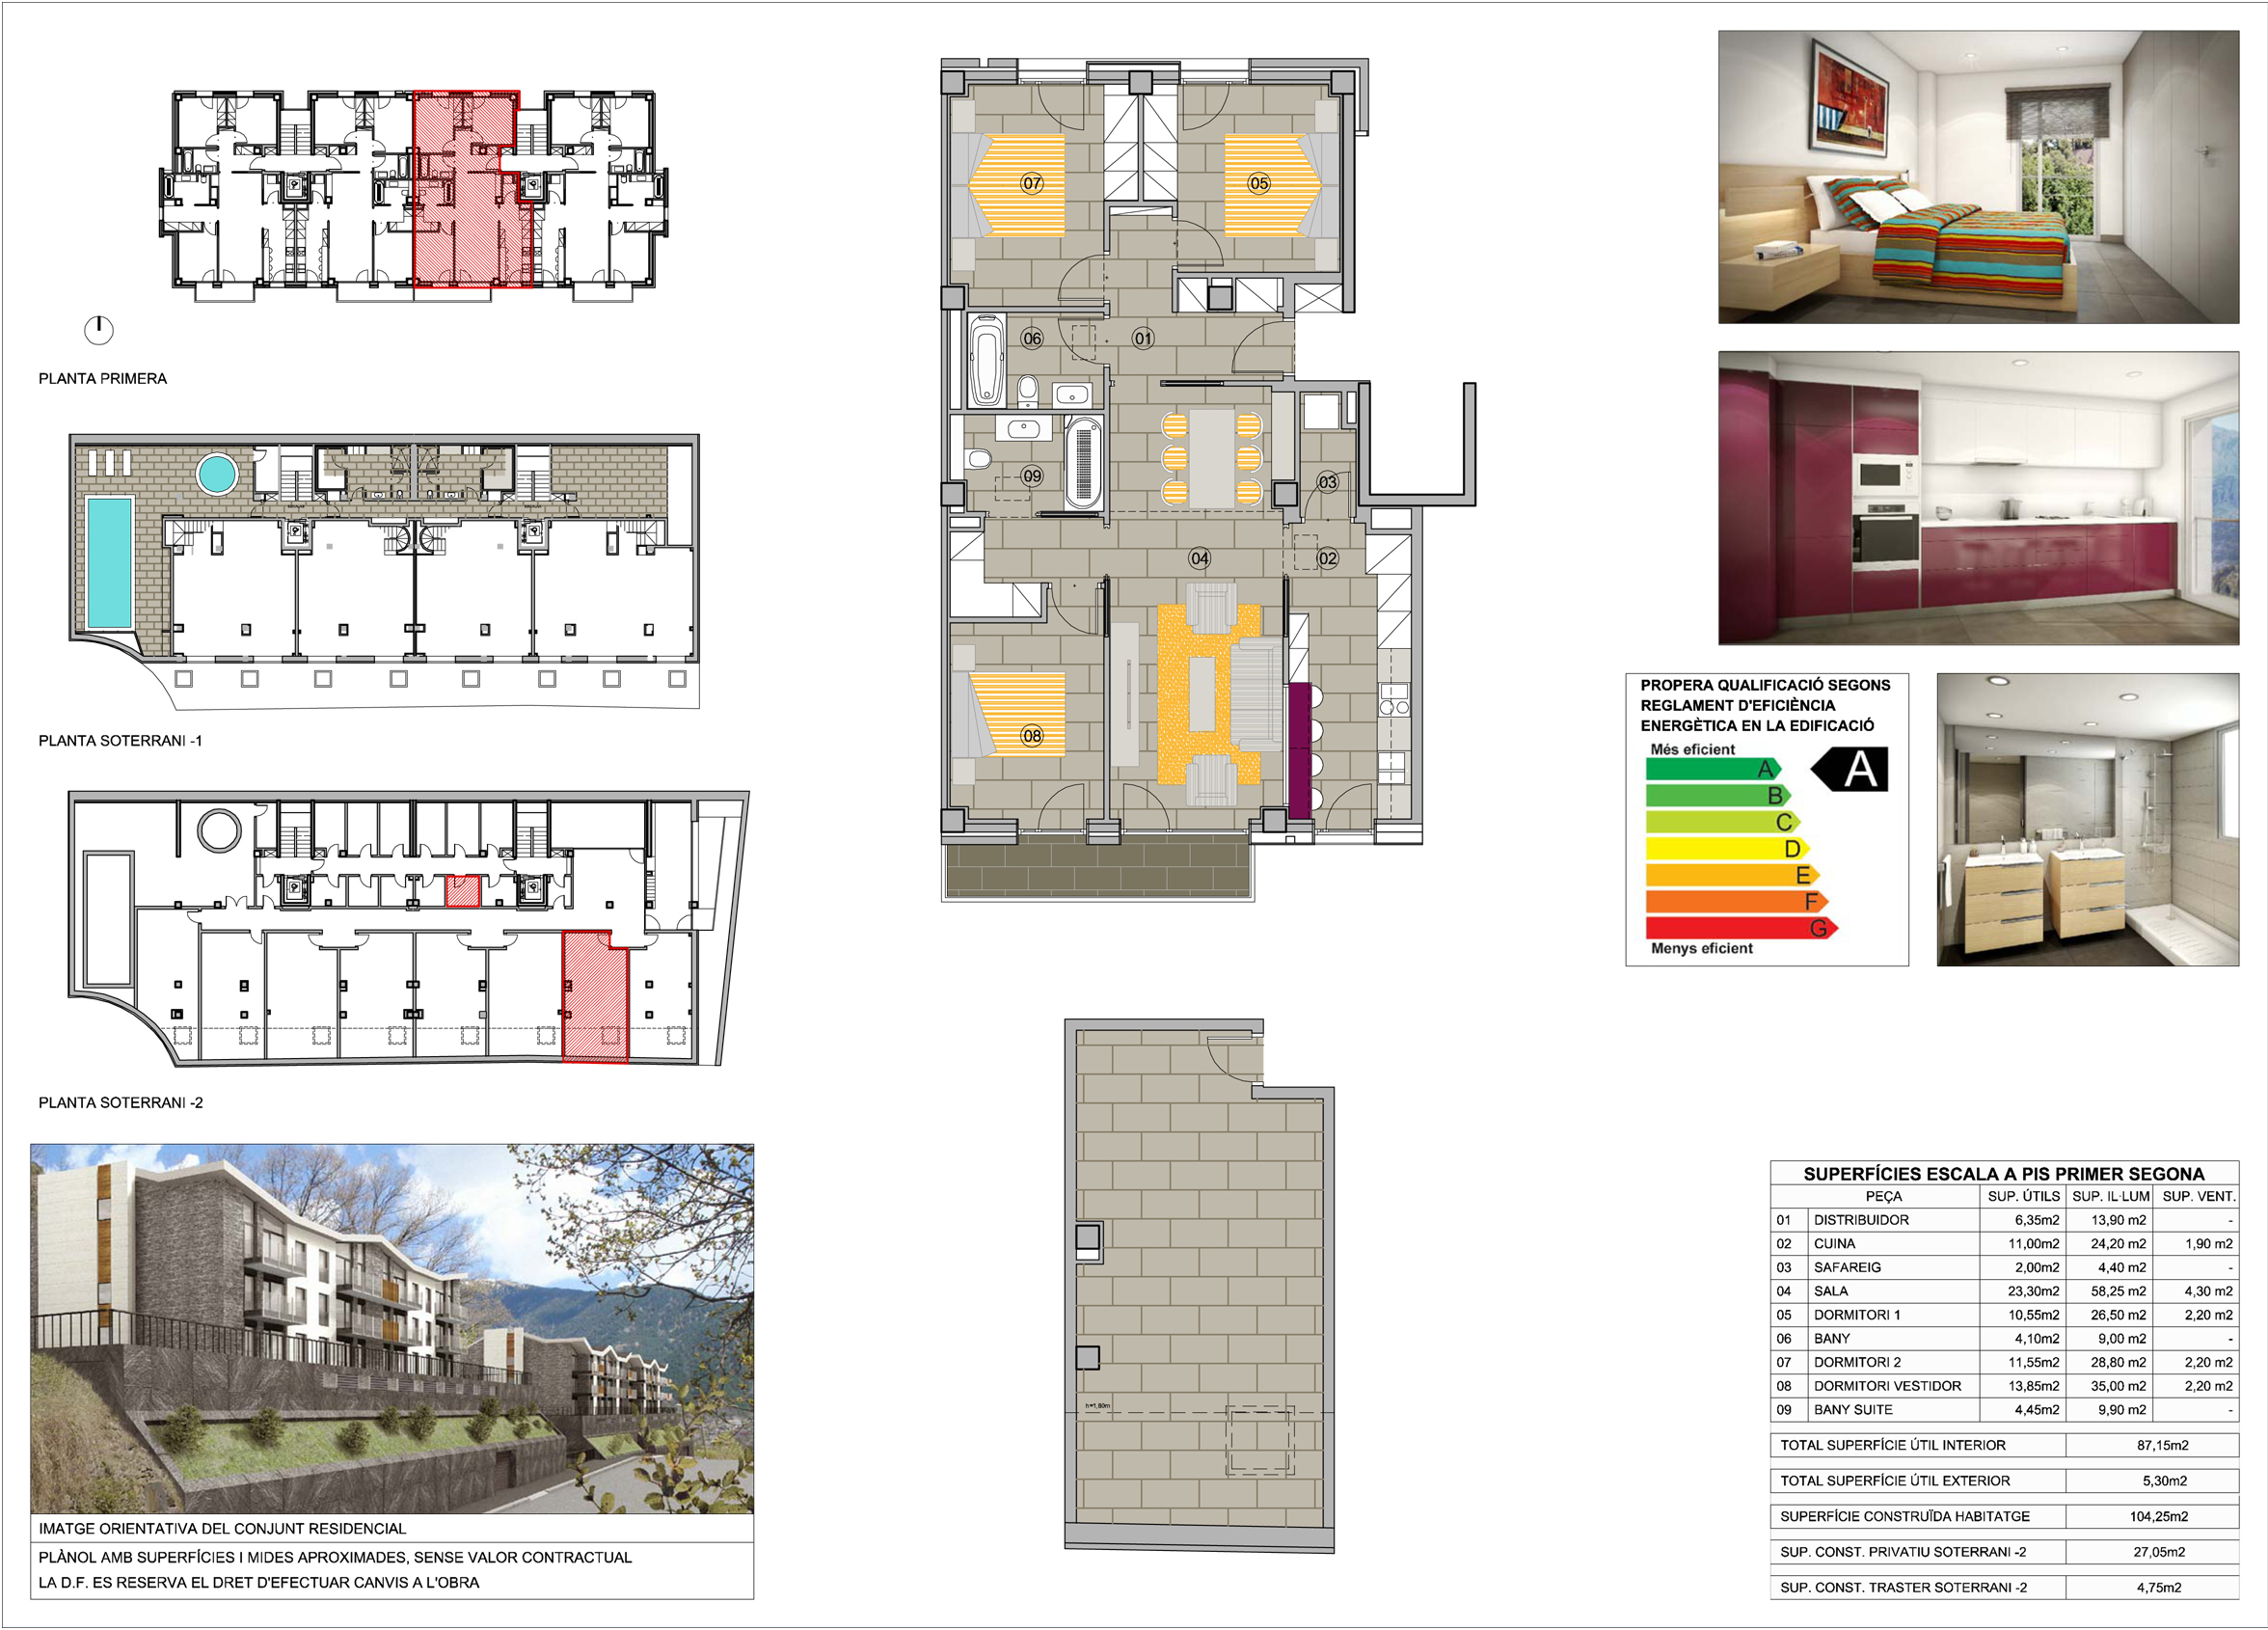 PLANTA PRIMERA
PLANTA SOTERRANI -1
PLANTA SOTERRANI -2
IMATGE ORIENTATIVA DEL CONJUNT RESIDENCIAL
PLÀNOL AMB SUPERFÍCIES I MIDES APROXIMADES, SENSE VALOR CONTRACTUAL
LA D.F. ES RESERVA EL DRET D'EFECTUAR CANVIS A L'OBRA
07
05
06
01
09
03
04
02
08
h=1,80m
PROPERA QUALIFICACIÓ SEGONS
REGLAMENT D'EFICIÈNCIA
ENERGÈTICA EN LA EDIFICACIÓ
Més eficient
A
A
B
C
D
E
F
G
Menys eficient
SUPERFÍCIES ESCALA A PIS PRIMER SEGONA
PEÇA SUP. ÚTILS SUP. IL·LUM SUP. VENT.
01 DISTRIBUIDOR 6,35m2 13,90 m2 -
02 CUINA 11,00m2 24,20 m2 1,90 m2
03 SAFAREIG 2,00m2 4,40 m2 -
04 SALA 23,30m2 58,25 m2 4,30 m2
05 DORMITORI 1 10,55m2 26,50 m2 2,20 m2
06 BANY 4,10m2 9,00 m2 -
07 DORMITORI 2 11,55m2 28,80 m2 2,20 m2
08 DORMITORI VESTIDOR 13,85m2 35,00 m2 2,20 m2
09 BANY SUITE 4,45m2 9,90 m2 -
TOTAL SUPERFÍCIE ÚTIL INTERIOR 87,15m2
TOTAL SUPERFÍCIE ÚTIL EXTERIOR 5,30m2
SUPERFÍCIE CONSTRUÏDA HABITATGE 104,25m2
SUP. CONST. PRIVATIU SOTERRANI -2 27,05m2
SUP. CONST. TRASTER SOTERRANI -2 4,75m2